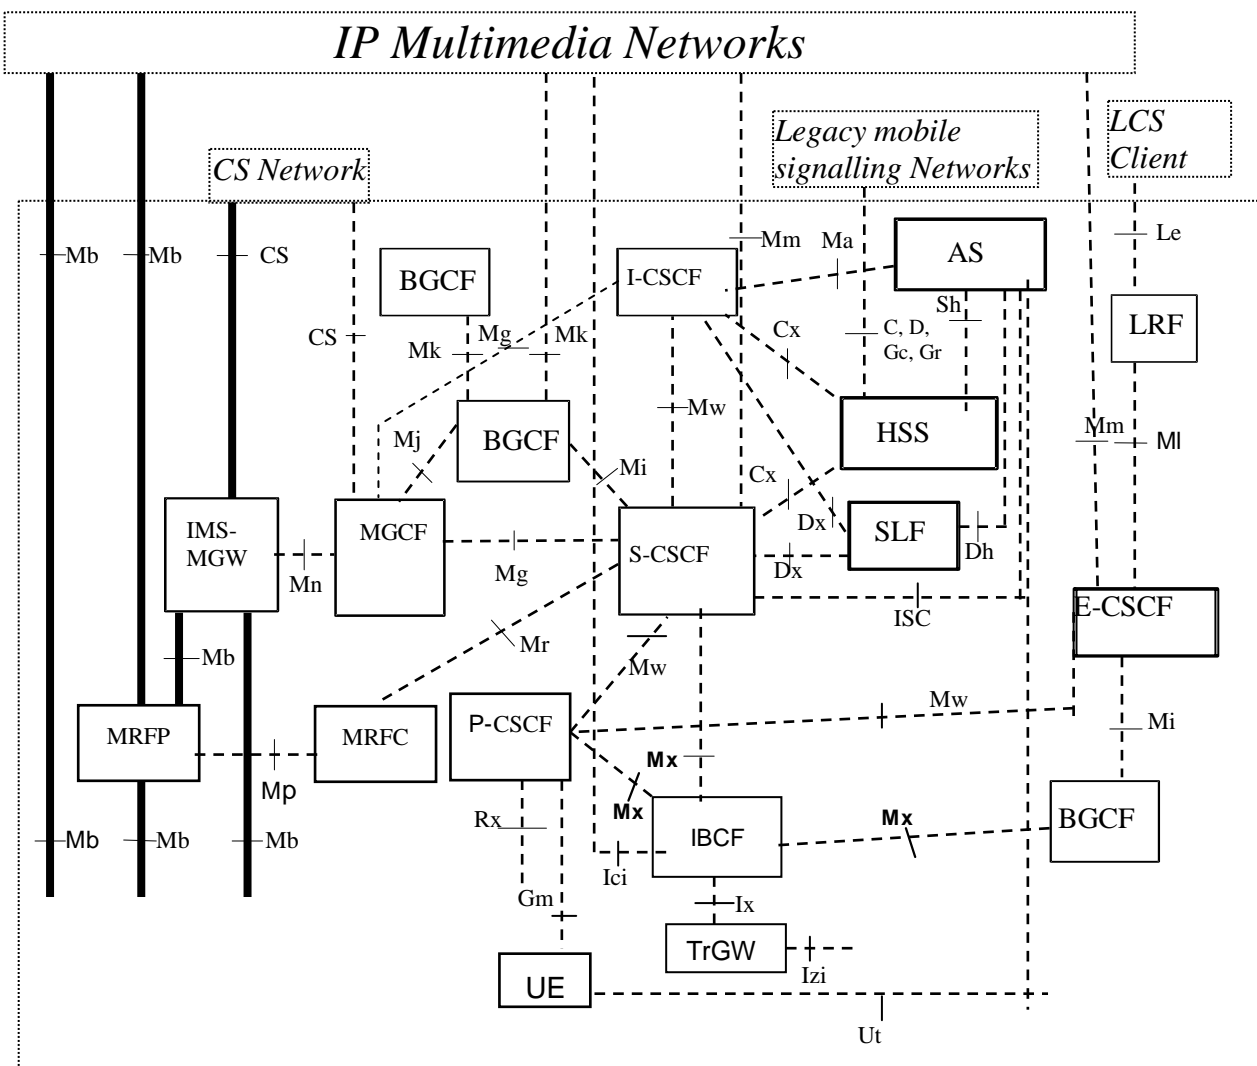 IP Multimedia Networks
Legacy mobile
signalling Networks
LCS
Client
CS Network
Mb
Mb
CS
Mm
Ma
AS
Le
BGCF
I-CSCF
Sh
LRF
CS
Mk
Mg
Mk
Cx
C, D,
Gc, Gr
Mw
Mj
BGCF
Mi
HSS
Mm
Ml
Cx
IMS-
MGW
MGCF
S-CSCF
Dx
SLF
Dh
Mn
Mg
Dx
ISC
E-CSCF
Mb
Mr
Mw
Mw
MRFP
MRFC
P-CSCF
Mi
Mp
Mx
Mx
Rx
Mx
BGCF
Mb
Mb
Mb
IBCF
Ici
Gm
Ix
TrGW
Izi
UE
Ut